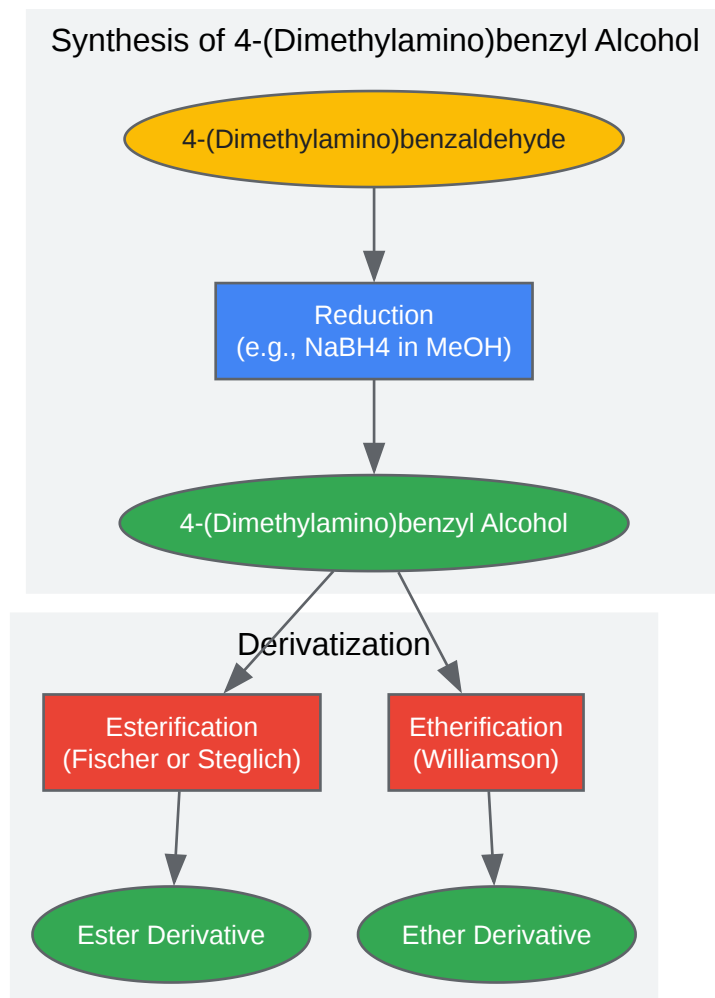 Synthesis of 4-(Dimethylamino)benzyl Alcohol
4-(Dimethylamino)benzaldehyde
Reduction
(e.g., NaBH4 in MeOH)
4-(Dimethylamino)benzyl Alcohol
Derivatization
Esterification
(Fischer or Steglich)
Etherification
(Williamson)
Ester Derivative
Ether Derivative